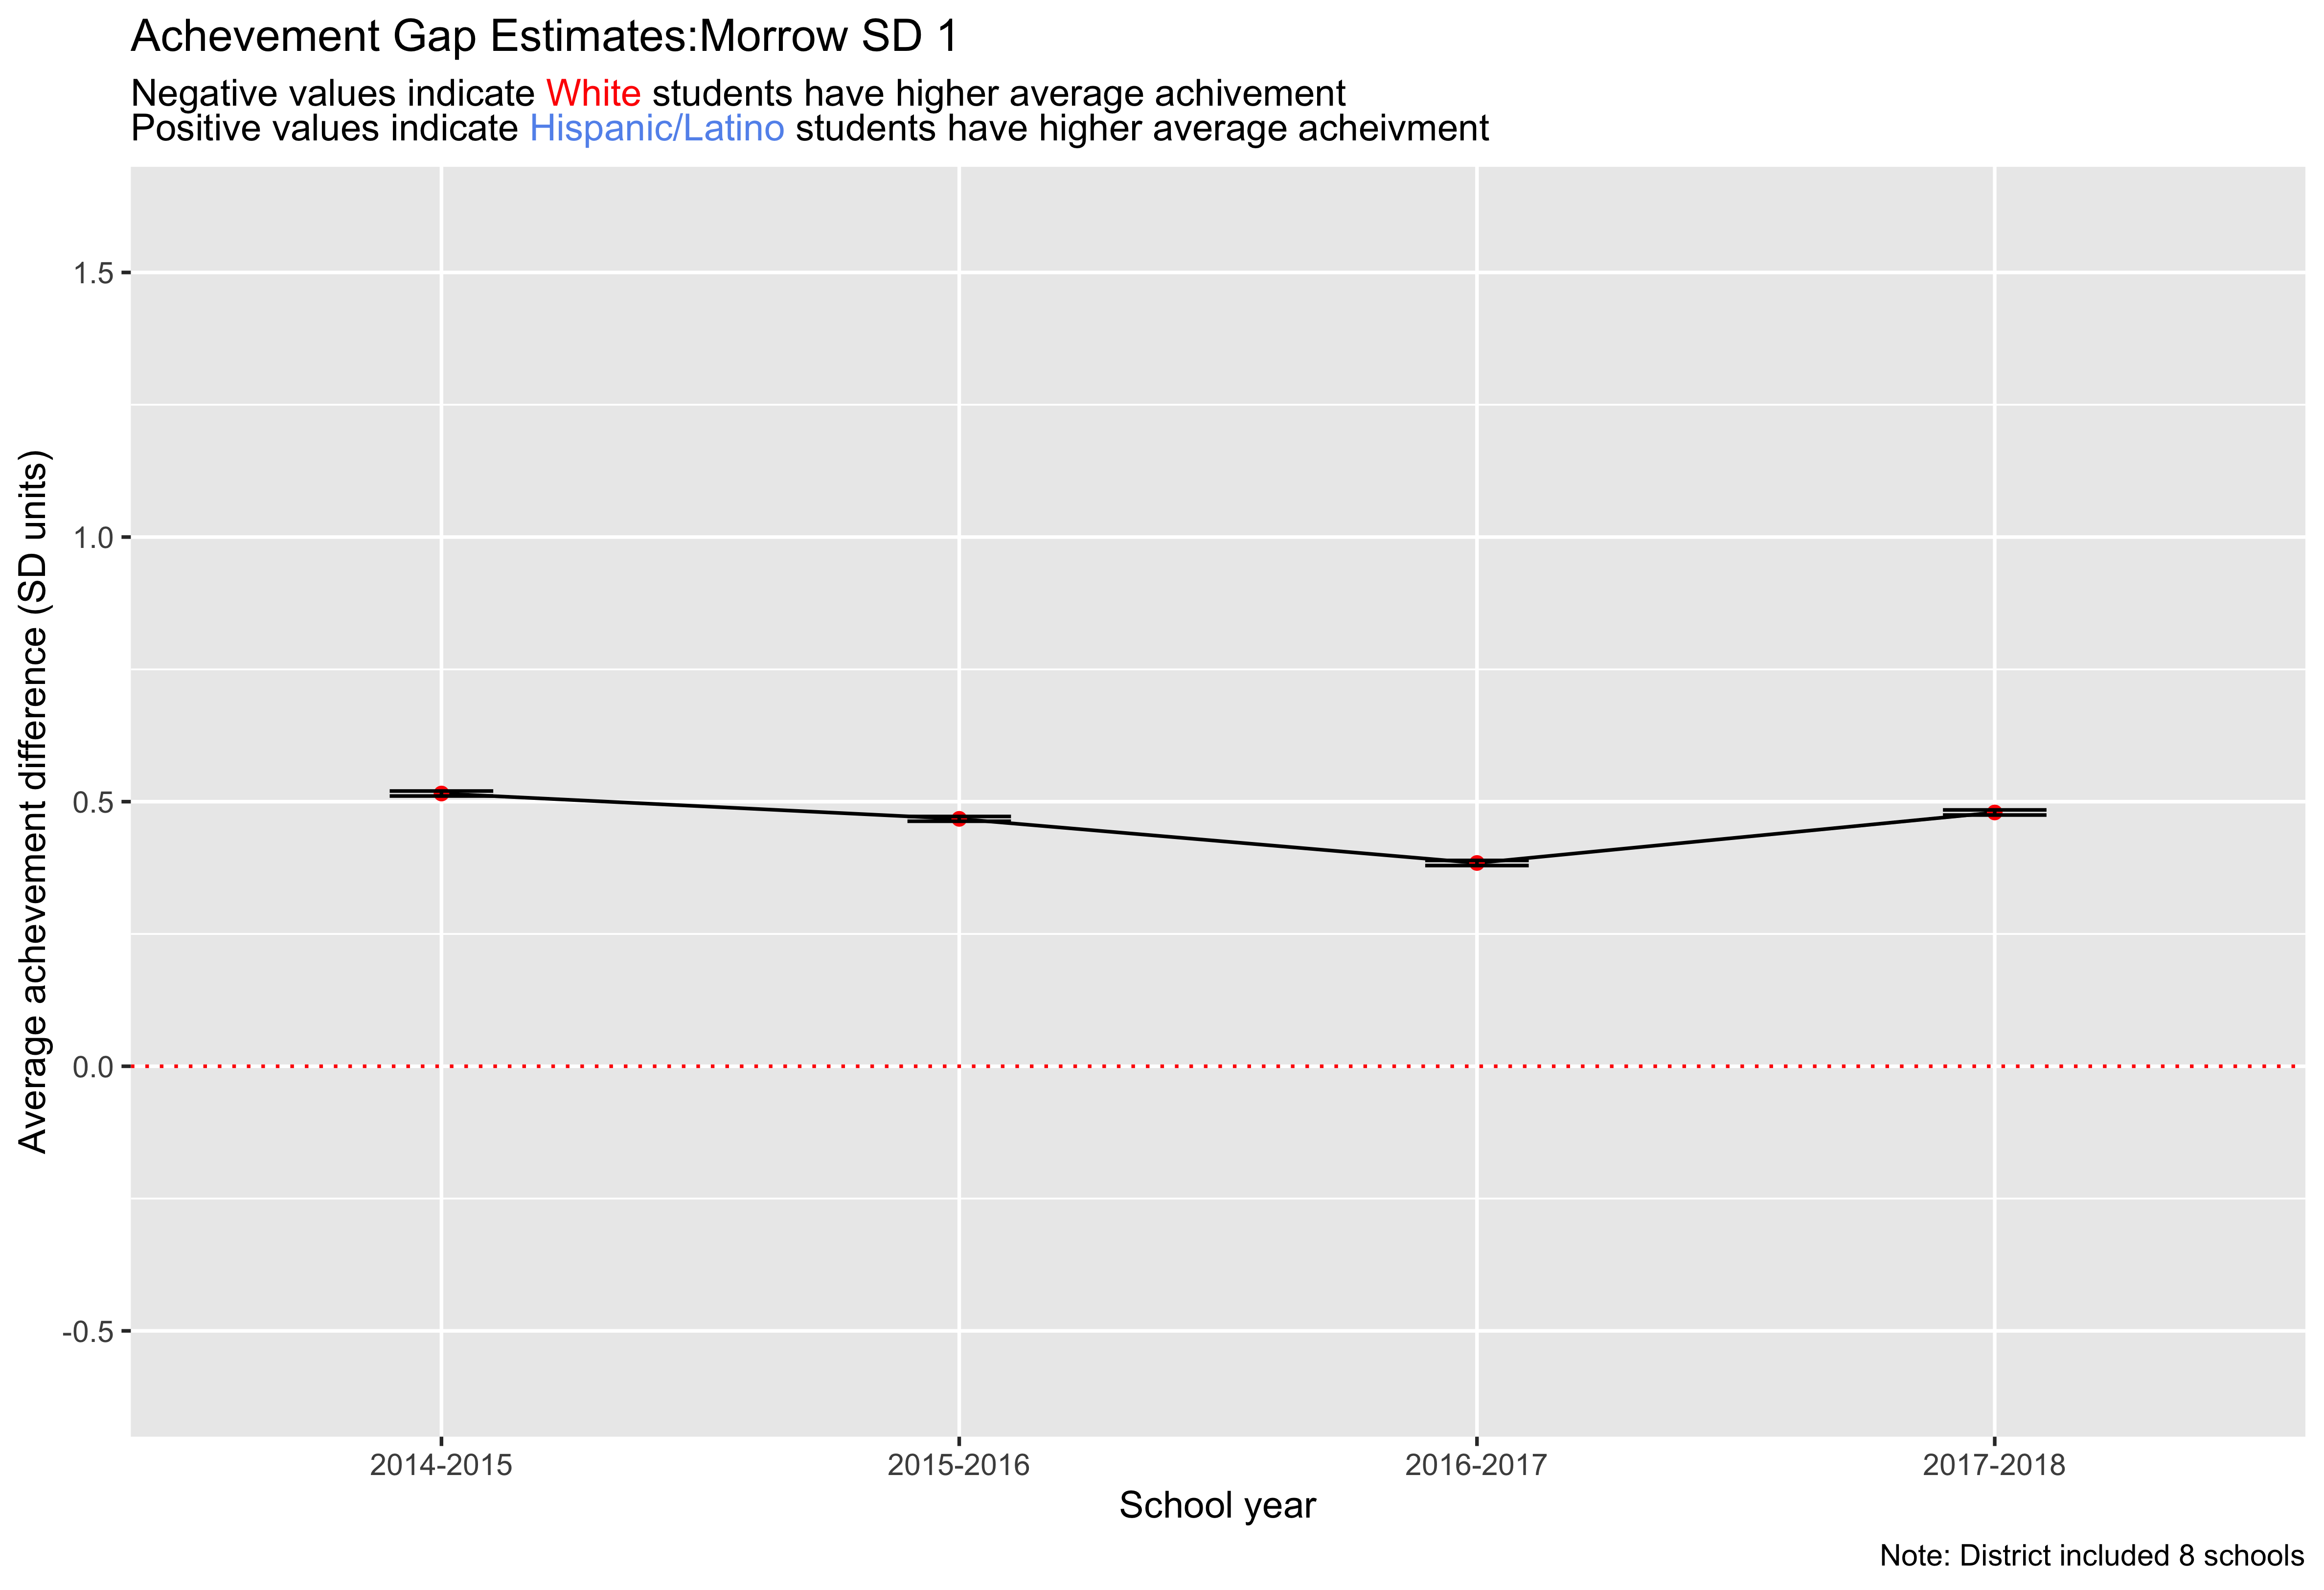 Achevement Gap Estimates:Morrow SD 1
Negative values indicate White students have higher average achivement
Positive values indicate Hispanic/Latino students have higher average acheivment
Average achevement difference (SD units)
1.5
1.0
0.5
0.0
-0.5
2014-2015
2015-2016
2016-2017
2017-2018
School year
Note: District included 8 schools